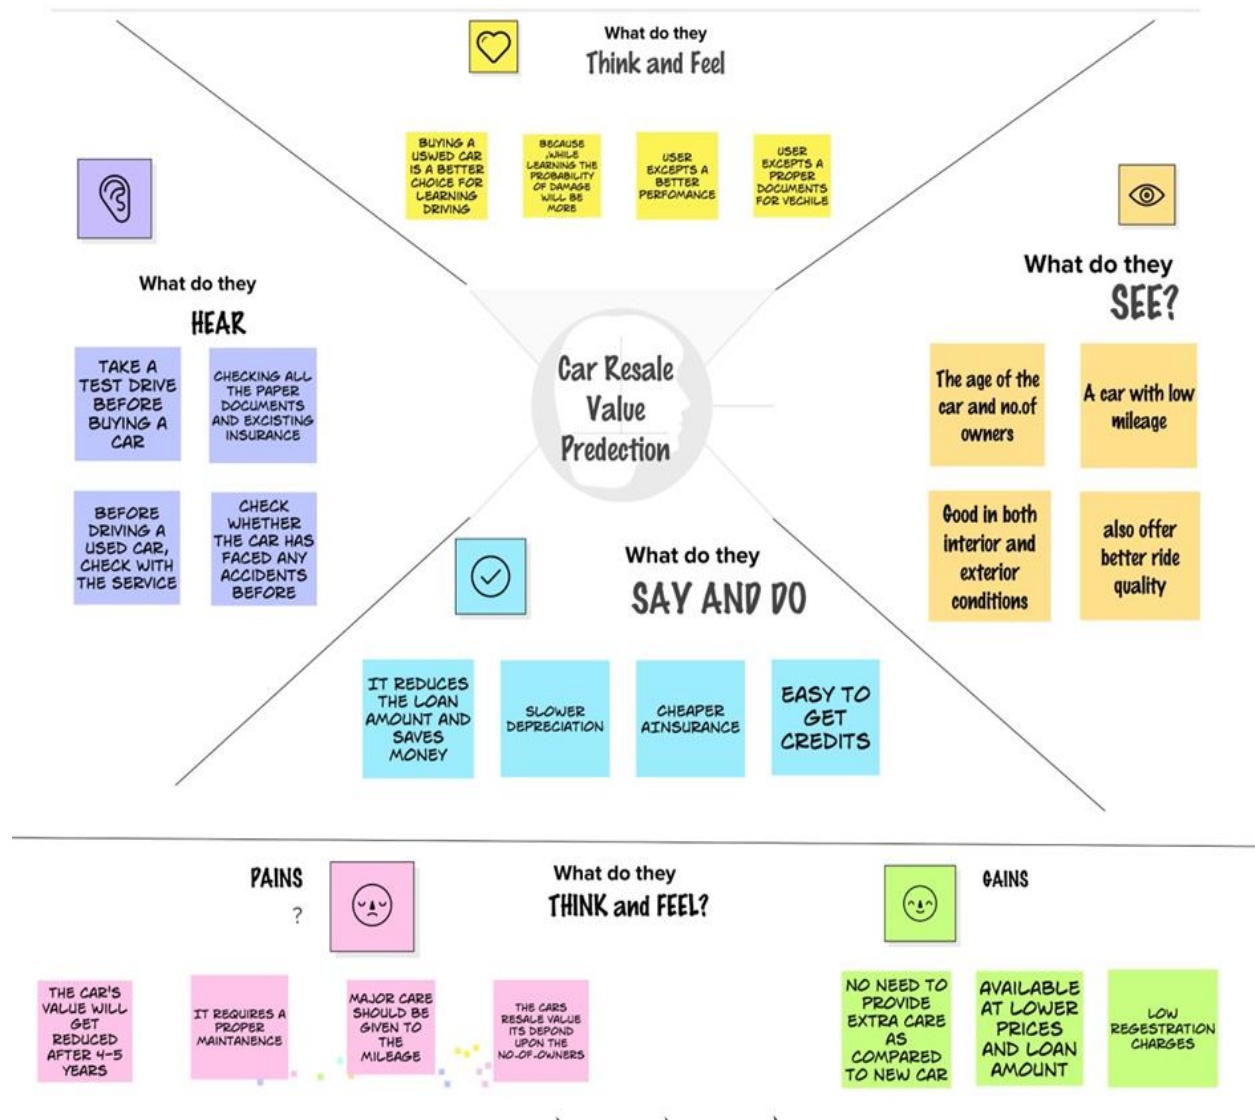 What do they
Think and Feel
BUYING A
USWED CAR
IS A BETTER
CHOICE FOR
LEARNING
DRIVING
BECAUSE
,WHILE
LEARNING THE
PROBABILITY
OF DAMAGE
WILL BE
MORE
USER
EXCEPTS A
BETTER
PERFOMANCE
USER
EXCEPTS A
PROPER
DOCUMENTS
FOR VECHILE
What do they
HEAR
TAKE A
TEST DRIVE
BEFORE
BUYING A
CAR
CHECKING ALL
THE PAPER
DOCUMENTS
AND EXCISTING
INSURANCE
BEFORE
DRIVING A
USED CAR,
CHECK WITH
THE SERVICE
CHECK
WHETHER
THE CAR HAS
FACED ANY
ACCIDENTS
BEFORE
Car Resale
Value
Predection
What do they
SEE?
The age of the
car and no.of
owners
A car with low
mileage
Good in both
interior and
exterior
conditions
also offer
better ride
quality
What do they
SAY AND DO
IT REDUCES
THE LOAN
AMOUNT AND
SAVES
MONEY
SLOWER
DEPRECIATION
CHEAPER
AINSURANCE
EASY TO
GET
CREDITS
PAINS
?
What do they
THINK and FEEL?
GAINS
THE CAR'S
VALUE WILL
GET
REDUCED
AFTER 4-5
YEARS
IT REQUIRES A
PROPER
MAINTANENCE
MAJOR CARE
SHOULD BE
GIVEN TO
THE
MILEAGE
THE CARS
RESALE VALUE
ITS DEPOND
UPON THE
NO-OF-OWNERS
NO NEED TO
PROVIDE
EXTRA CARE
AS
COMPARED
TO NEW CAR
AVAILABLE
AT LOWER
PRICES
AND LOAN
AMOUNT
LOW
REGESTRATION
CHARGES